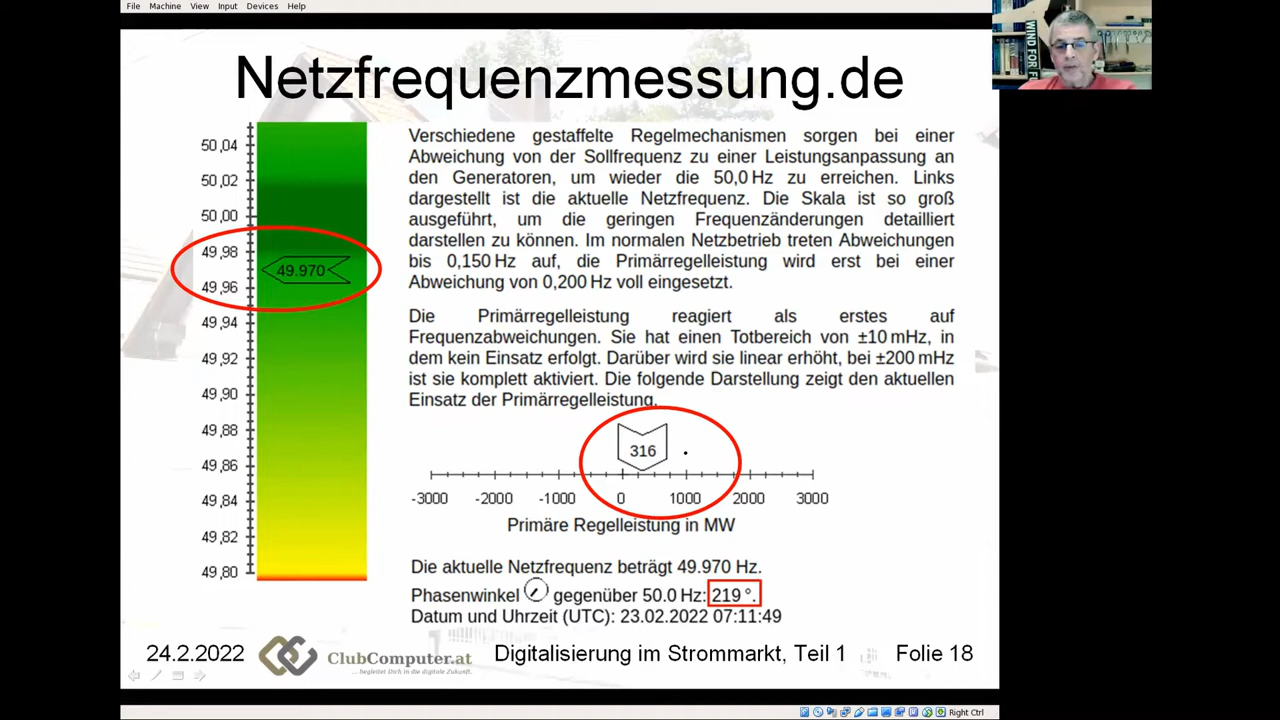 File Machine View Input Devices Help
WIND FOR FU
Netzfrequenzmessung.de
50,04
50,02
50,00
49,98
49.970
49,96
49,94
49,92
49,90
49,88
49,86
49,84
49,82
49,80
Verschiedene gestaffelte Regelmechanismen sorgen bei einer
Abweichung von der Sollfrequenz zu einer Leistungsanpassung an
den Generatoren, um wieder die 50,0 Hz zu erreichen. Links
dargestellt ist die aktuelle Netzfrequenz. Die Skala ist so groß
ausgeführt, um die geringen Frequenzänderungen detailliert
darstellen zu können. Im normalen Netzbetrieb treten Abweichungen
bis 0,150 Hz auf, die Primärregelleistung wird erst bei einer
Abweichung von 0,200 Hz voll eingesetzt.
Die Primärregelleistung reagiert als erstes auf
Frequenzabweichungen. Sie hat einen Totbereich von ±10 mHz, in
dem kein Einsatz erfolgt. Darüber wird sie linear erhöht, bei ±200 mHz
ist sie komplett aktiviert. Die folgende Darstellung zeigt den aktuellen
Einsatz der Primärregelleistung.
316
-3000 -2000 -1000 0 1000 2000 3000
Primäre Regelleistung in MW
Die aktuelle Netzfrequenz beträgt 49.970 Hz.
Phasenwinkel gegenüber 50.0 Hz: 219 °.
Datum und Uhrzeit (UTC): 23.02.2022 07:11:49
24.2.2022 ClubComputer.at Digitalisierung im Strommarkt, Teil 1 Folie 18
... begleitet Dich in die digitale Zukunft.
Right Ctrl